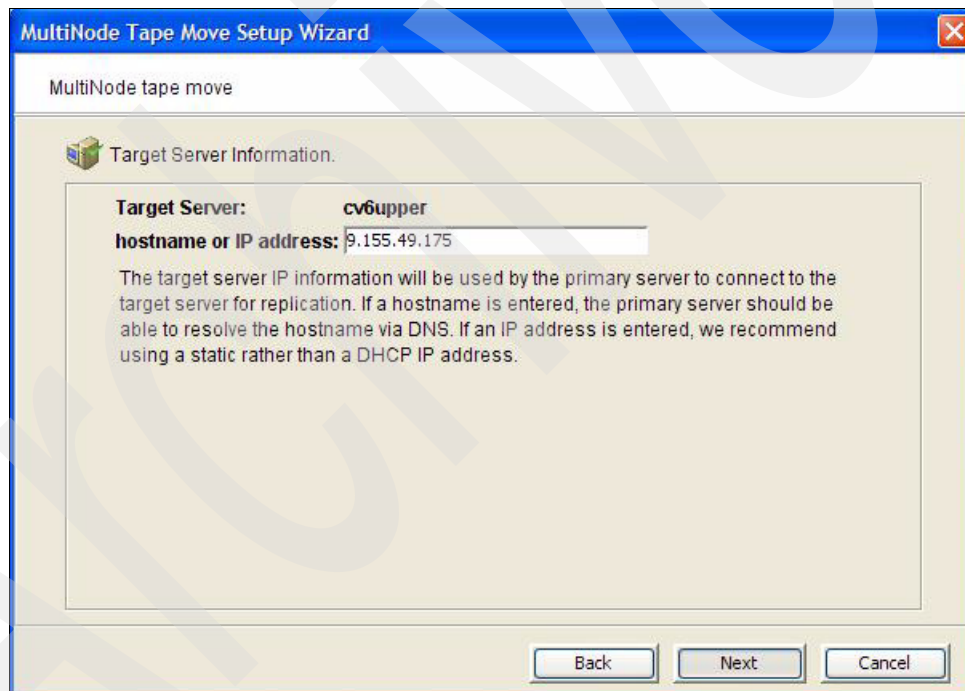 MultiNode Tape Move Setup Wizard
MultiNode tape move
Target Server Information.
Target Server: cv6upper
hostname or IP address: 9.155.49.175
The target server IP information will be used by the primary server to connect to the
target server for replication. If a hostname is entered, the primary server should be
able to resolve the hostname via DNS. If an IP address is entered, we recommend
using a static rather than a DHCP IP address.
Back Next Cancel